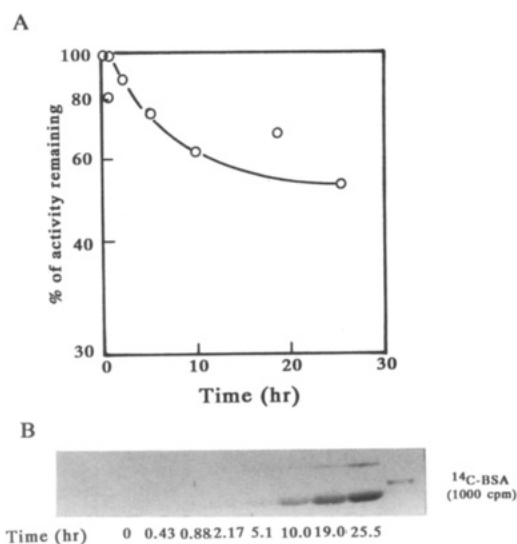 A
100
80
60
40
30
% of activity remaining
0 10 20 30
Time (hr)
B
14C-BSA
(1000 cpm)
Time (hr) 0 0.43 0.88 2.17 5.1 10.0 19.0 25.5